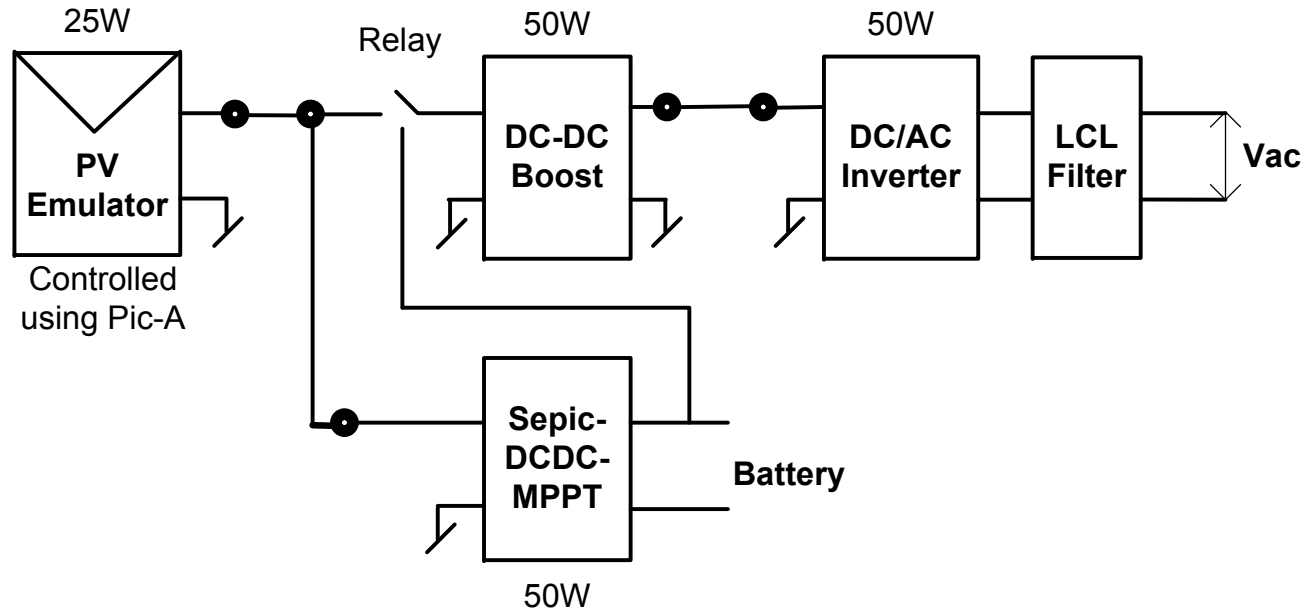 25W
PV
Emulator
Controlled
using Pic-A
Relay
50W
DC-DC
Boost
50W
DC/AC
Inverter
LCL
Filter
Vac
Sepic-
DCDC-
MPPT
50W
Battery